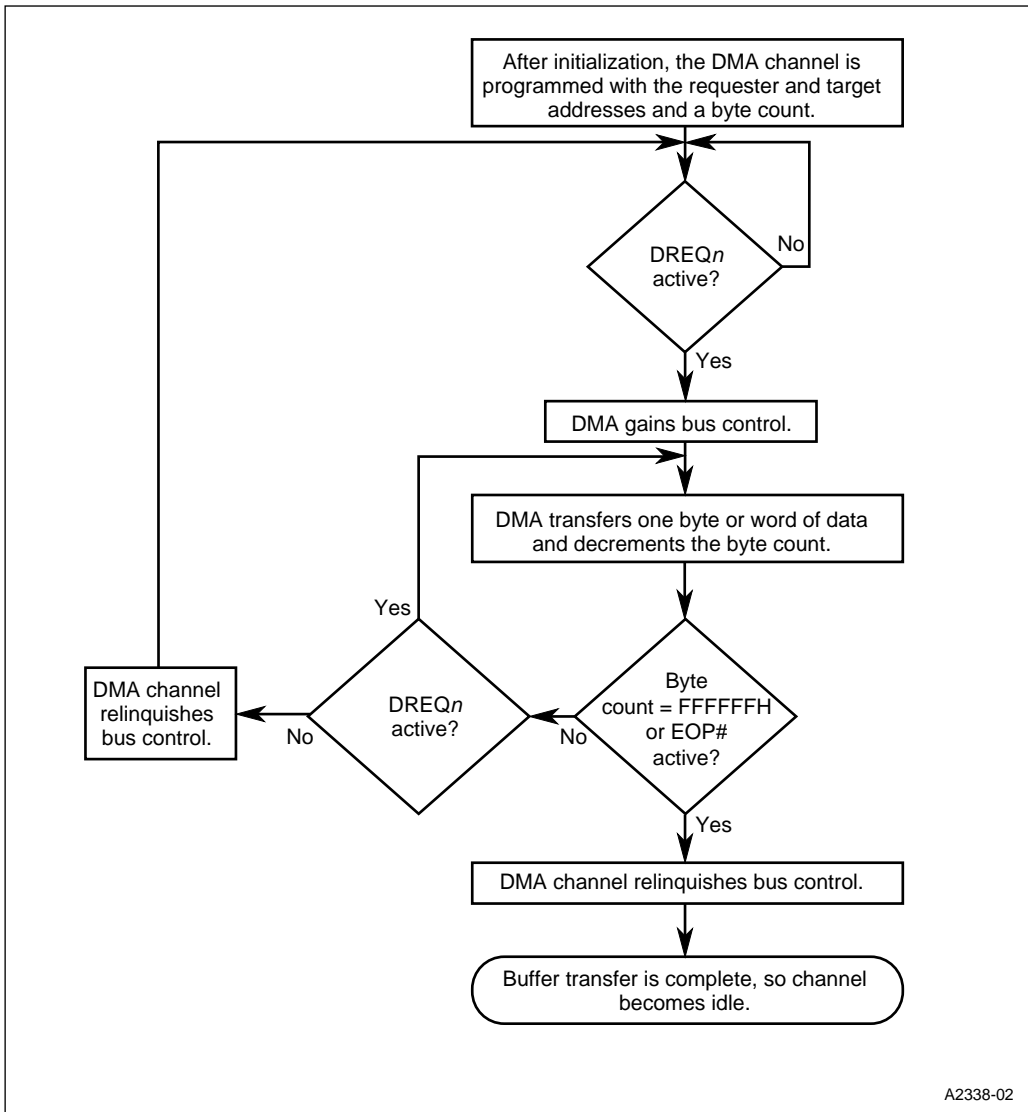 After initialization, the DMA channel is
programmed with the requester and target
addresses and a byte count.
DREQn
active?
No
Yes
DMA gains bus control.
DMA transfers one byte or word of data
and decrements the byte count.
Yes
DMA channel
relinquishes
bus control.
No
DREQn
active?
No
Byte
count = FFFFFFH
or EOP#
active?
Yes
DMA channel relinquishes bus control.
Buffer transfer is complete, so channel
becomes idle.
A2338-02